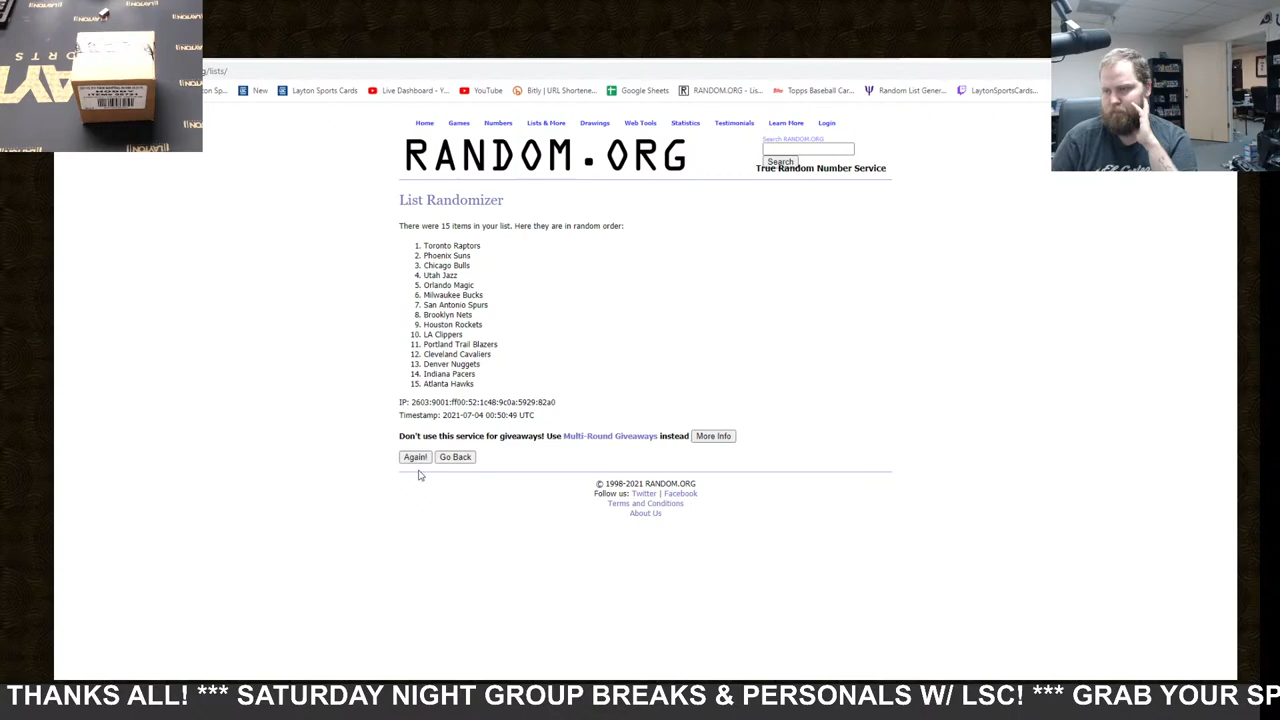 g/lists/
New
Layton Sports Cards
Live Dashboard - Y...
YouTube
Bitly | URL Shortene...
Google Sheets
RANDOM.ORG - Lis...
Topps Baseball Car...
Random List Gener...
LaytonSportsCards...
Home Games Numbers Lists & More Drawings Web Tools Statistics Testimonials Learn More Login
RANDOM.ORG
Search RANDOM.ORG
Search
True Random Number Service
List Randomizer
There were 15 items in your list. Here they are in random order:
1. Toronto Raptors
2. Phoenix Suns
3. Chicago Bulls
4. Utah Jazz
5. Orlando Magic
6. Milwaukee Bucks
7. San Antonio Spurs
8. Brooklyn Nets
9. Houston Rockets
10. LA Clippers
11. Portland Trail Blazers
12. Cleveland Cavaliers
13. Denver Nuggets
14. Indiana Pacers
15. Atlanta Hawks
IP: 2603:9001:ff00:52:1c48:9c0a:5929:82a0
Timestamp: 2021-07-04 00:50:49 UTC
Don't use this service for giveaways! Use Multi-Round Giveaways instead More Info
Again! Go Back
© 1998-2021 RANDOM.ORG
Follow us: Twitter | Facebook
Terms and Conditions
About Us
THANKS ALL! *** SATURDAY NIGHT GROUP BREAKS & PERSONALS W/ LSC! *** GRAB YOUR SP